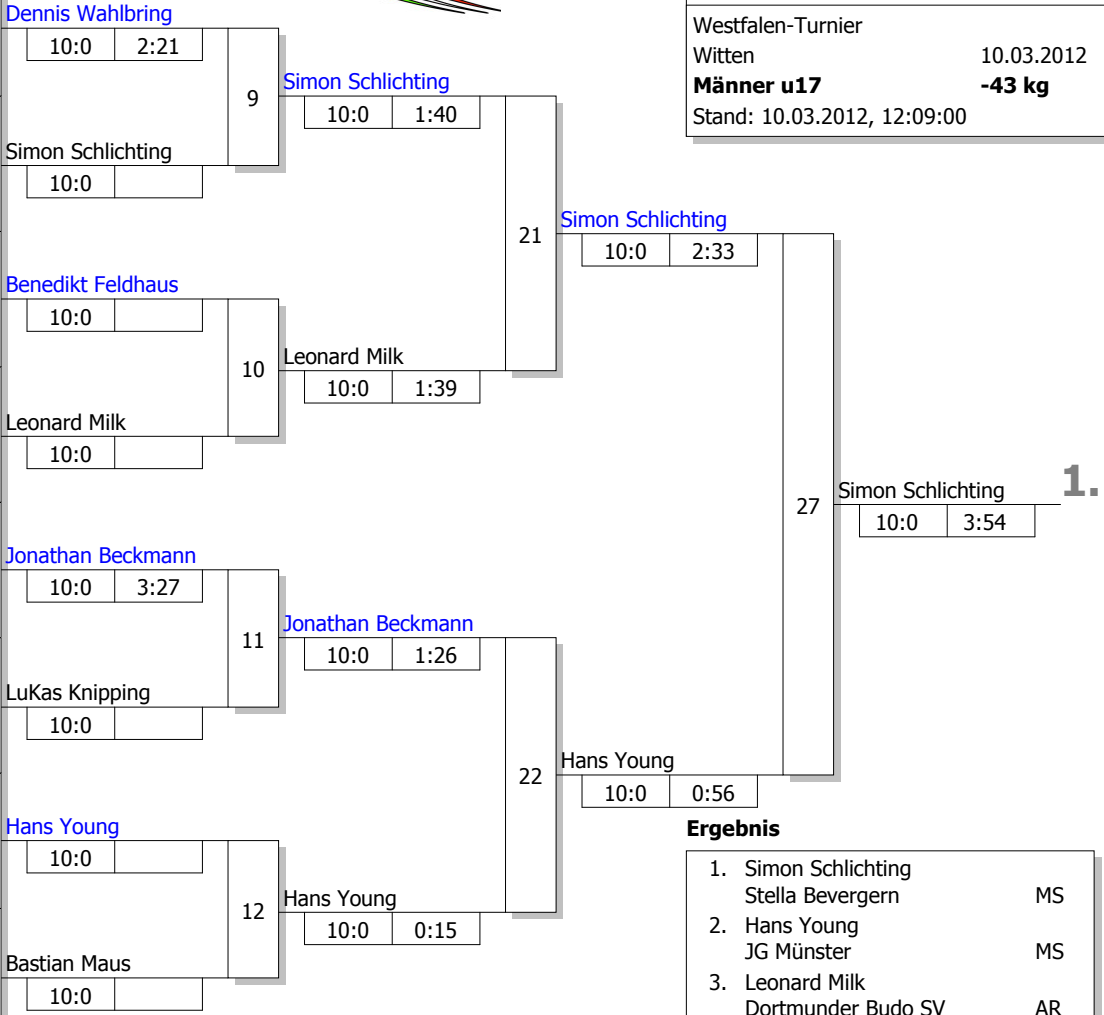 Dennis Wahlbring
10:0 2:21
9
Simon Schlichting
10:0
Simon Schlichting
10:0 1:40
21
Benedikt Feldhaus
10:0
10
Leonard Milk
10:0
Leonard Milk
10:0 1:39
Simon Schlichting
10:0 2:33
27
Jonathan Beckmann
10:0 3:27
11
LuKas Knipping
10:0
Jonathan Beckmann
10:0 1:26
22
Hans Young
10:0
12
Bastian Maus
10:0
Hans Young
10:0 0:15
Hans Young
10:0 0:56
Simon Schlichting 1.
10:0 3:54
Westfalen-Turnier
Witten 10.03.2012
Männer u17 -43 kg
Stand: 10.03.2012, 12:09:00
Ergebnis
1. Simon Schlichting
Stella Bevergern MS
2. Hans Young
JG Münster MS
3. Leonard Milk
Dortmunder Budo SV AR